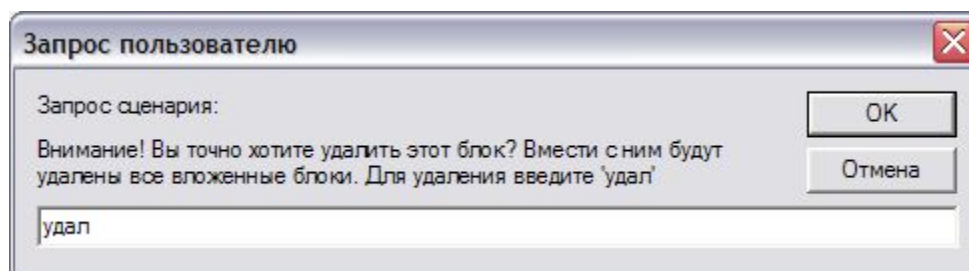 Запрос пользователю
Запрос сценария:
OK
Внимание! Вы точно хотите удалить этот блок? Вмести с ним будут
удалены все вложенные блоки. Для удаления введите 'удал'
Отмена
удал